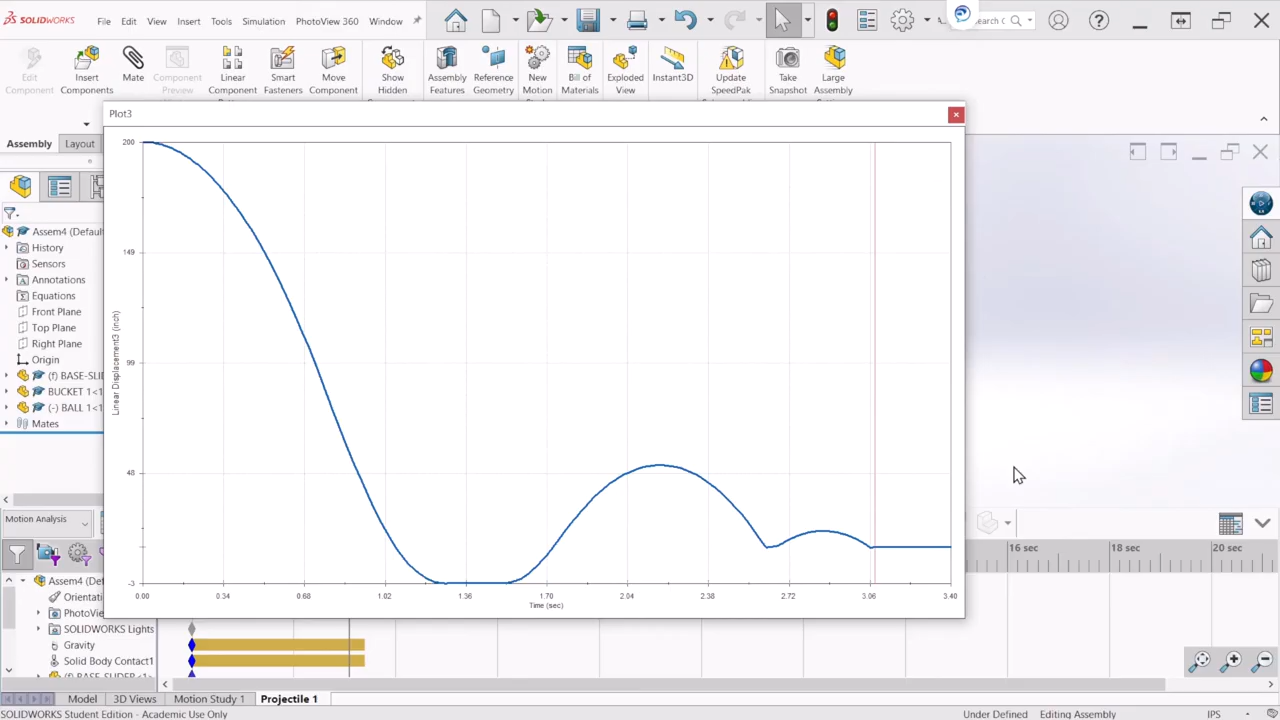 SOLIDWORKS File Edit View Insert Tools Simulation PhotoView 360 Window
Edit Component
Insert Components
Mate
Component Preview
Linear Component
Smart Fasteners
Move Component
Show Hidden
Assembly Features
Reference Geometry
New Motion
Bill of Materials
Exploded View
Instant3D
Update SpeedPak
Take Snapshot
Large Assembly
Plot3
Assembly Layout
Assem4 (Default
History
Sensors
Annotations
Equations
Front Plane
Top Plane
Right Plane
Origin
(f) BASE-SLID
BUCKET 1<1
(-) BALL 1<1
Mates
200
149
99
48
-3
Linear Displacement3 (inch)
0.00 0.34 0.68 1.02 1.36 1.70 2.04 2.38 2.72 3.06 3.40
Time (sec)
Motion Analysis
16 sec 18 sec 20 sec
Assem4 (Def
Orientati
PhotoVie
SOLIDWORKS Lights
Gravity
Solid Body Contact1
Model 3D Views Motion Study 1 Projectile 1
SOLIDWORKS Student Edition - Academic Use Only Under Defined Editing Assembly IPS